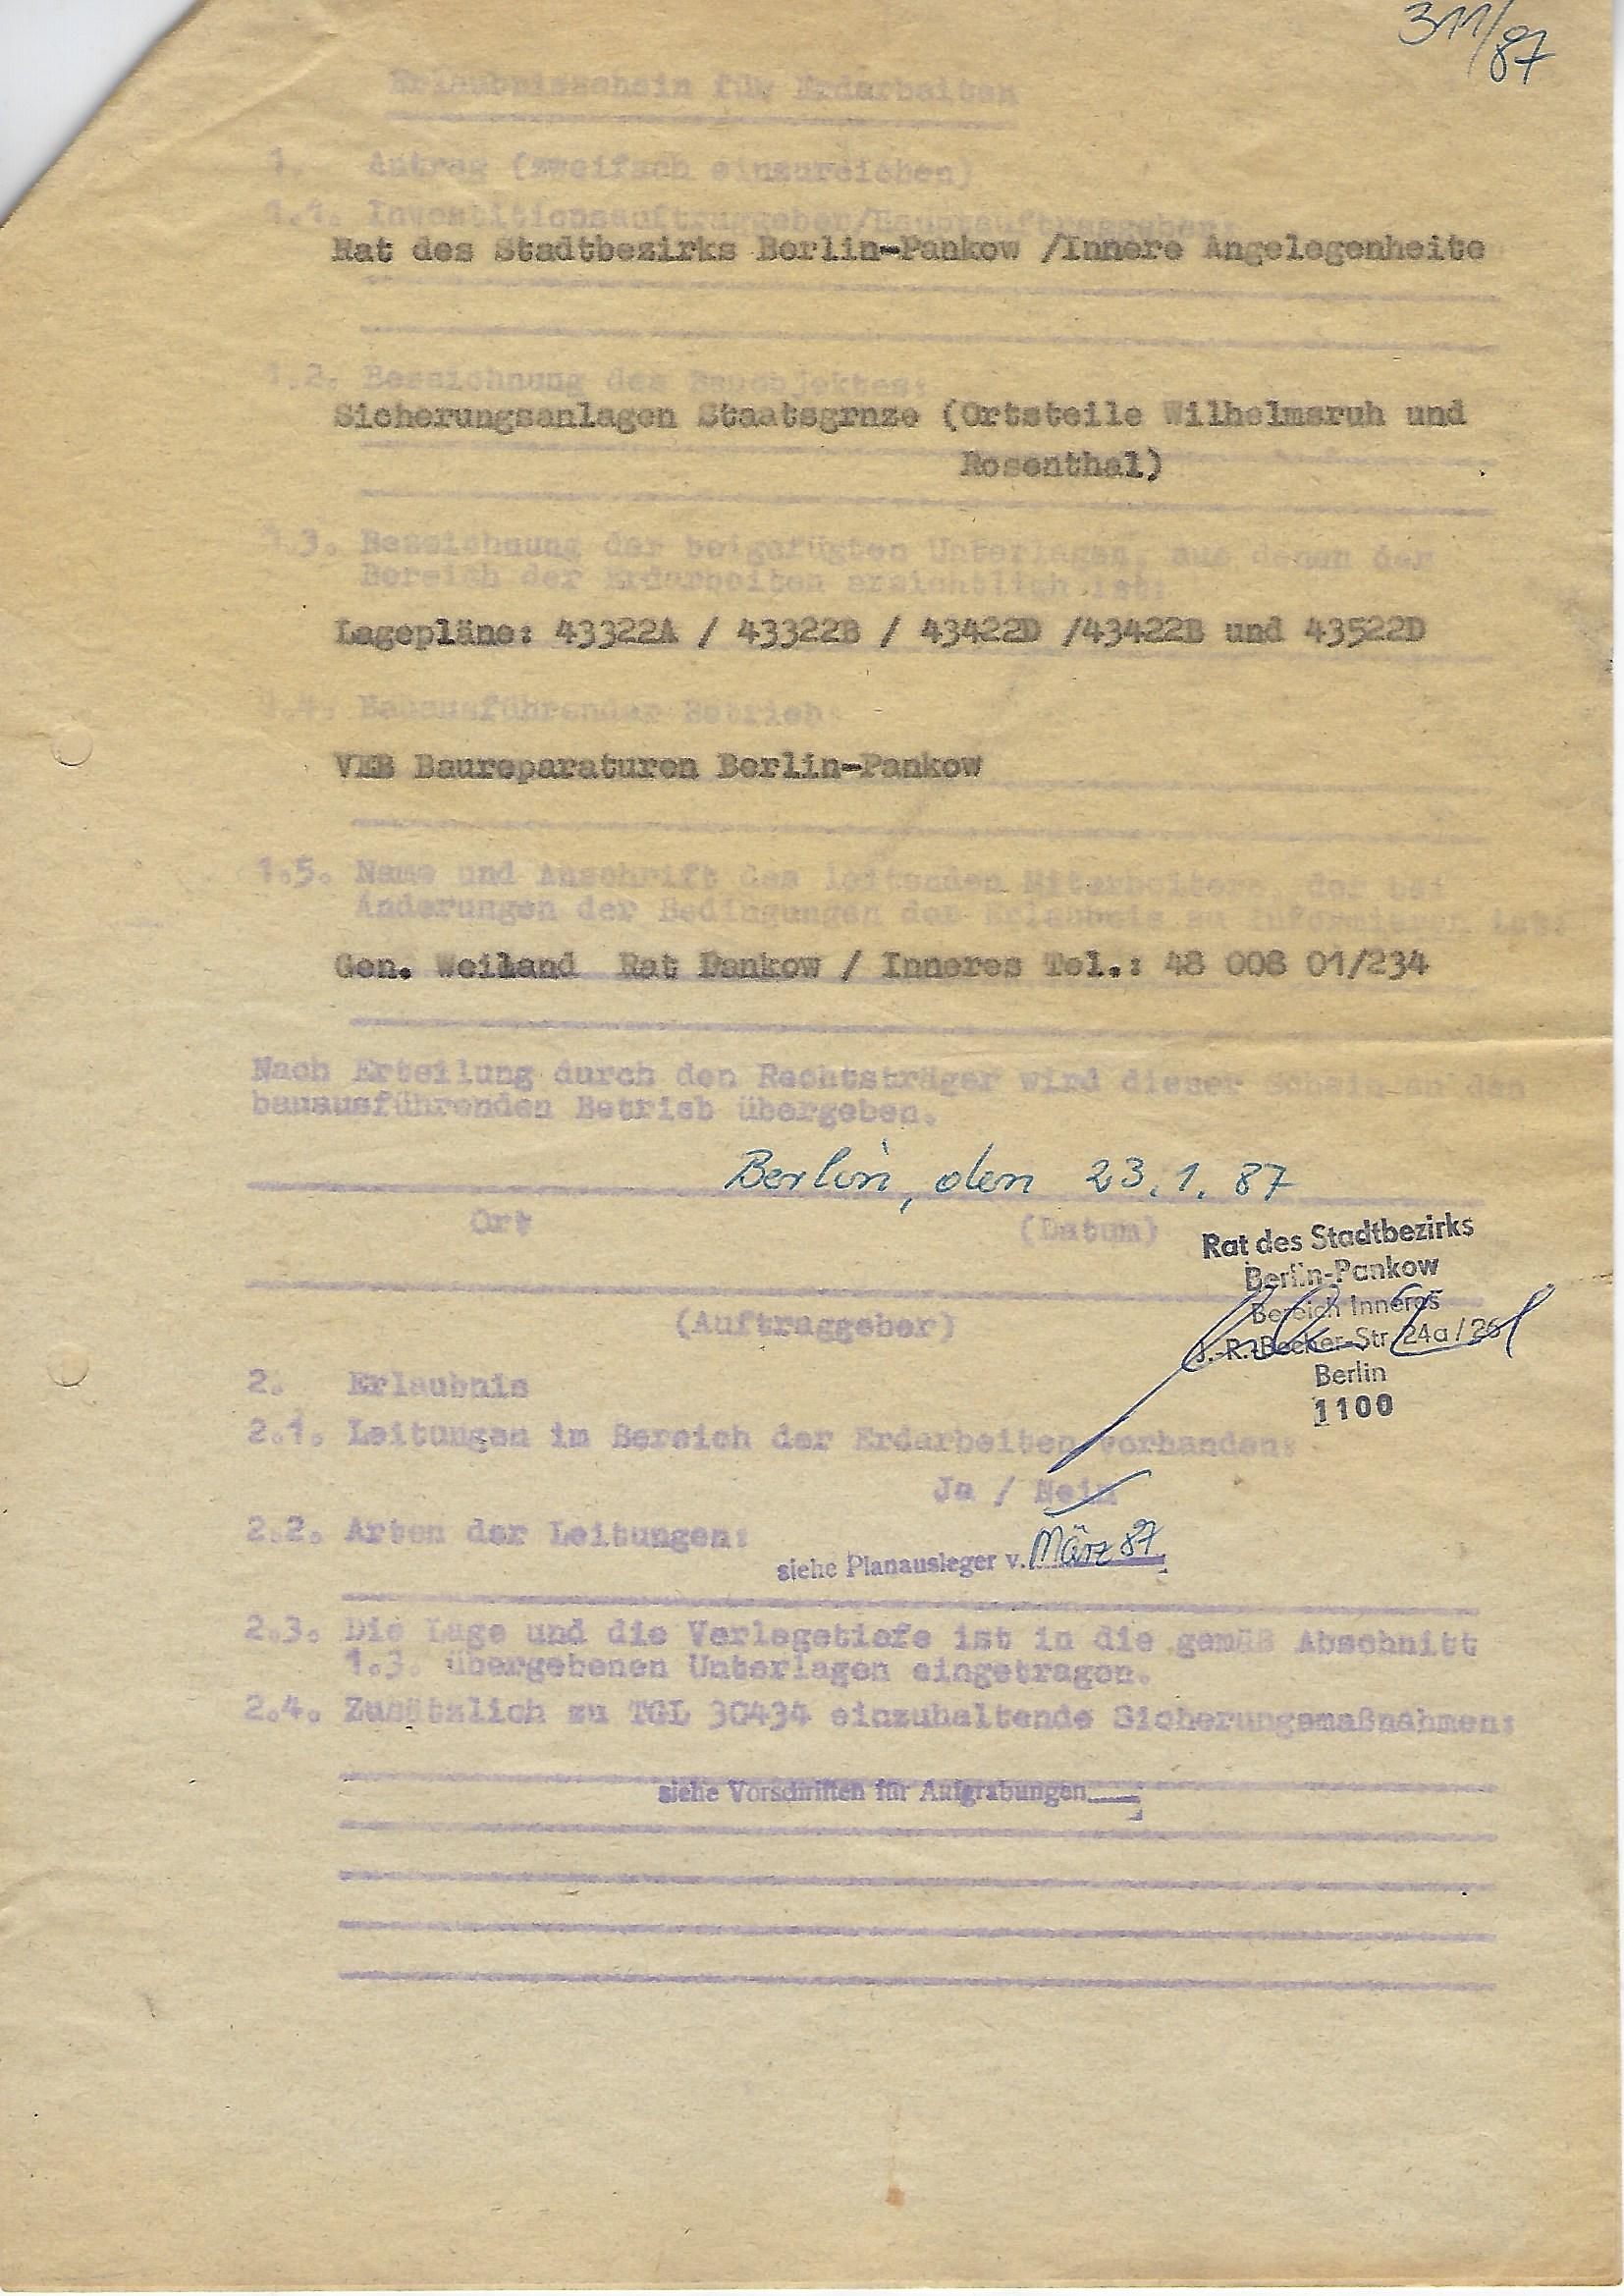 311/87
Erlaubnisschein für Erdarbeiten
1. Antrag (zweifach einzureichen)
1.1. Investitionsauftraggeber/Hauptauftraggeber:
Rat des Stadtbezirks Berlin-Pankow /Innere Angelegenheite
1.2. Bezeichnung des Bauobjektes:
Sicherungsanlagen Staatsgrnze (Ortsteile Wilhelmsruh und
Rosenthal)
1.3. Bezeichnung der beigefügten Unterlagen, aus denen der
Bereich der Erdarbeiten ersichtlich ist:
Lagepläne: 43322A / 43322B / 43422D /43422B und 43522D
1.4. Bauausführender Betrieb
VEB Baureparaturen Berlin-Pankow
1.5. Name und Anschrift des leitenden Mitarbeiters, der bei
Änderungen der Bedingungen der Erlaubnis zu informieren ist:
Gen. Weiland Rat Pankow / Inneres Tel.: 48 008 01/234
Nach Erteilung durch den Rechtsträger wird dieser Schein an den
bauausführenden Betrieb übergeben.
Berlin, den 23.1.87
Ort (Datum)
Rat des Stadtbezirks
Berlin-Pankow
Bereich Inneres
J.-R.-Becher-Str. 24a/26
Berlin
1100
(Auftraggeber)
2. Erlaubnis
2.1. Leitungen im Bereich der Erdarbeiten vorhanden:
Ja / Nein
2.2. Arten der Leitungen:
siehe Planausleger v. März 87
2.3. Die Lage und die Verlegetiefe ist in die gemäß Abschnitt
1.3. übergebenen Unterlagen eingetragen.
2.4. Zusätzlich zu TGL 30434 einzuhaltende Sicherungsmaßnahmen:
siehe Vorschriften für Aufgrabungen